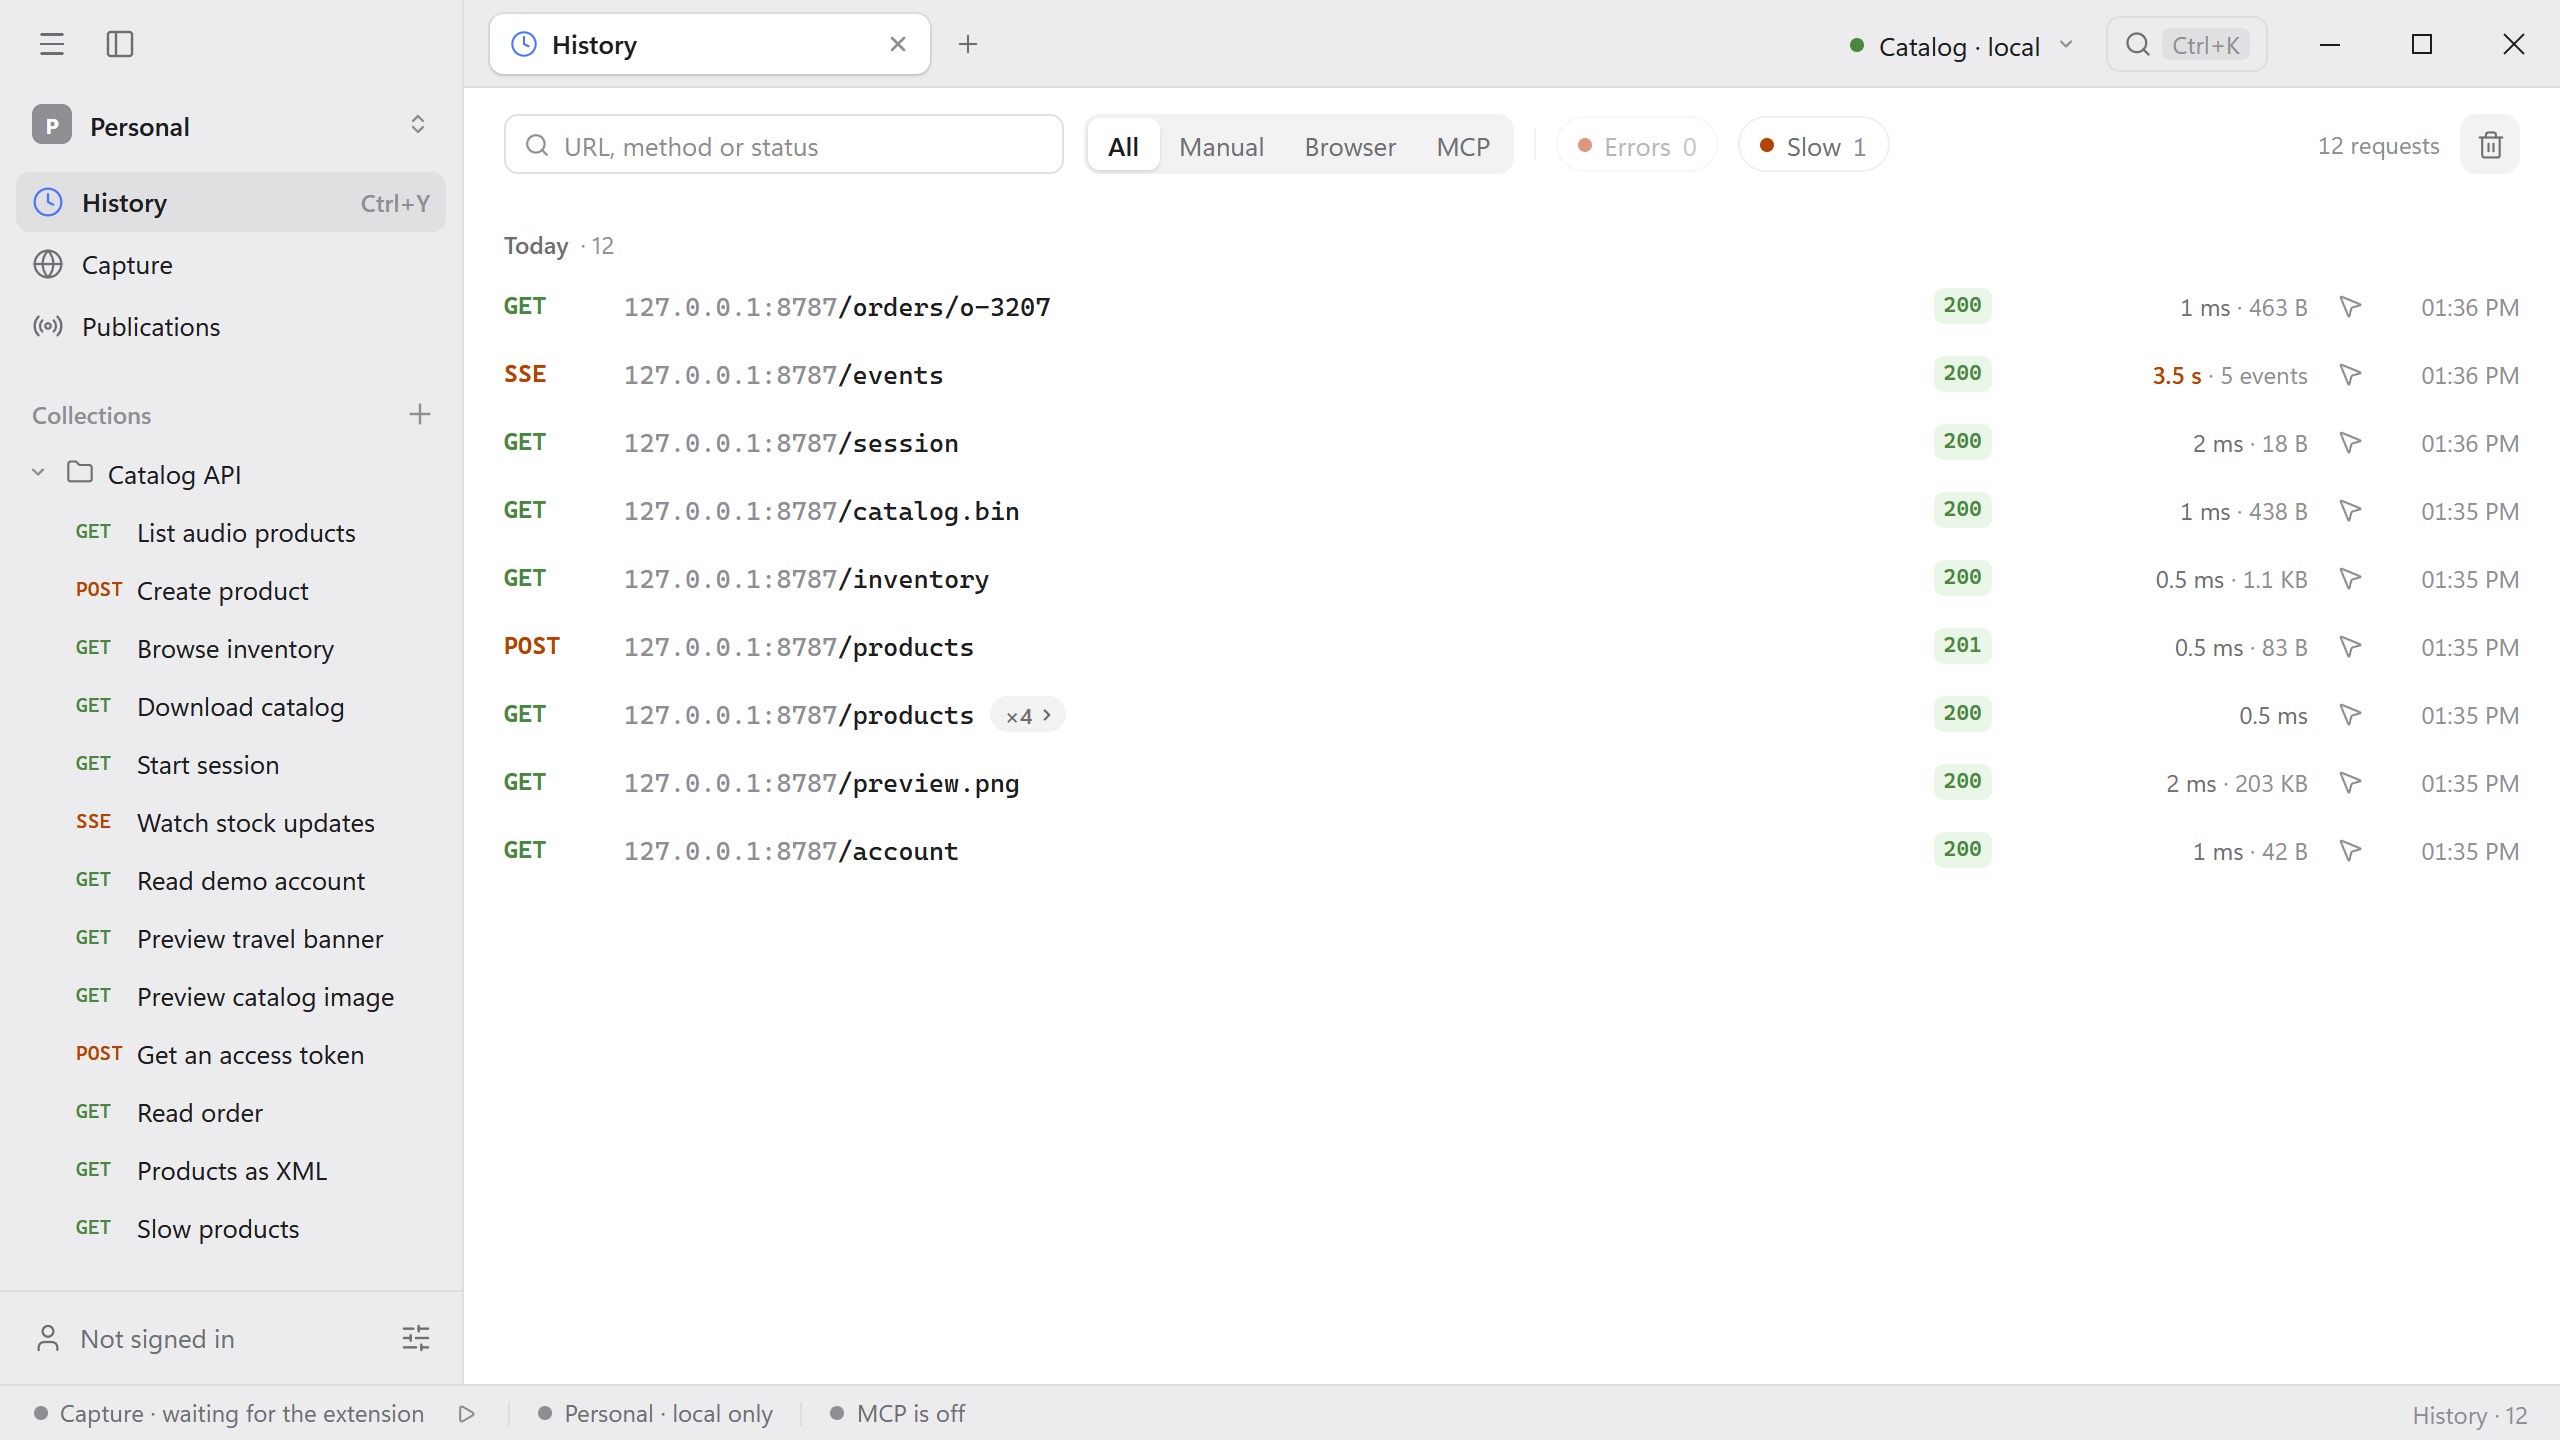 History
Catalog · local
Ctrl+K
P Personal
History Ctrl+Y
Capture
Publications
Collections
Catalog API
GET List audio products
POST Create product
GET Browse inventory
GET Download catalog
GET Start session
SSE Watch stock updates
GET Read demo account
GET Preview travel banner
GET Preview catalog image
POST Get an access token
GET Read order
GET Products as XML
GET Slow products
Not signed in
URL, method or status
All Manual Browser MCP
Errors 0
Slow 1
12 requests
Today · 12
GET 127.0.0.1:8787/orders/o-3207 200 1 ms · 463 B 01:36 PM
SSE 127.0.0.1:8787/events 200 3.5 s · 5 events 01:36 PM
GET 127.0.0.1:8787/session 200 2 ms · 18 B 01:36 PM
GET 127.0.0.1:8787/catalog.bin 200 1 ms · 438 B 01:35 PM
GET 127.0.0.1:8787/inventory 200 0.5 ms · 1.1 KB 01:35 PM
POST 127.0.0.1:8787/products 201 0.5 ms · 83 B 01:35 PM
GET 127.0.0.1:8787/products ×4 200 0.5 ms 01:35 PM
GET 127.0.0.1:8787/preview.png 200 2 ms · 203 KB 01:35 PM
GET 127.0.0.1:8787/account 200 1 ms · 42 B 01:35 PM
Capture · waiting for the extension
Personal · local only
MCP is off
History · 12